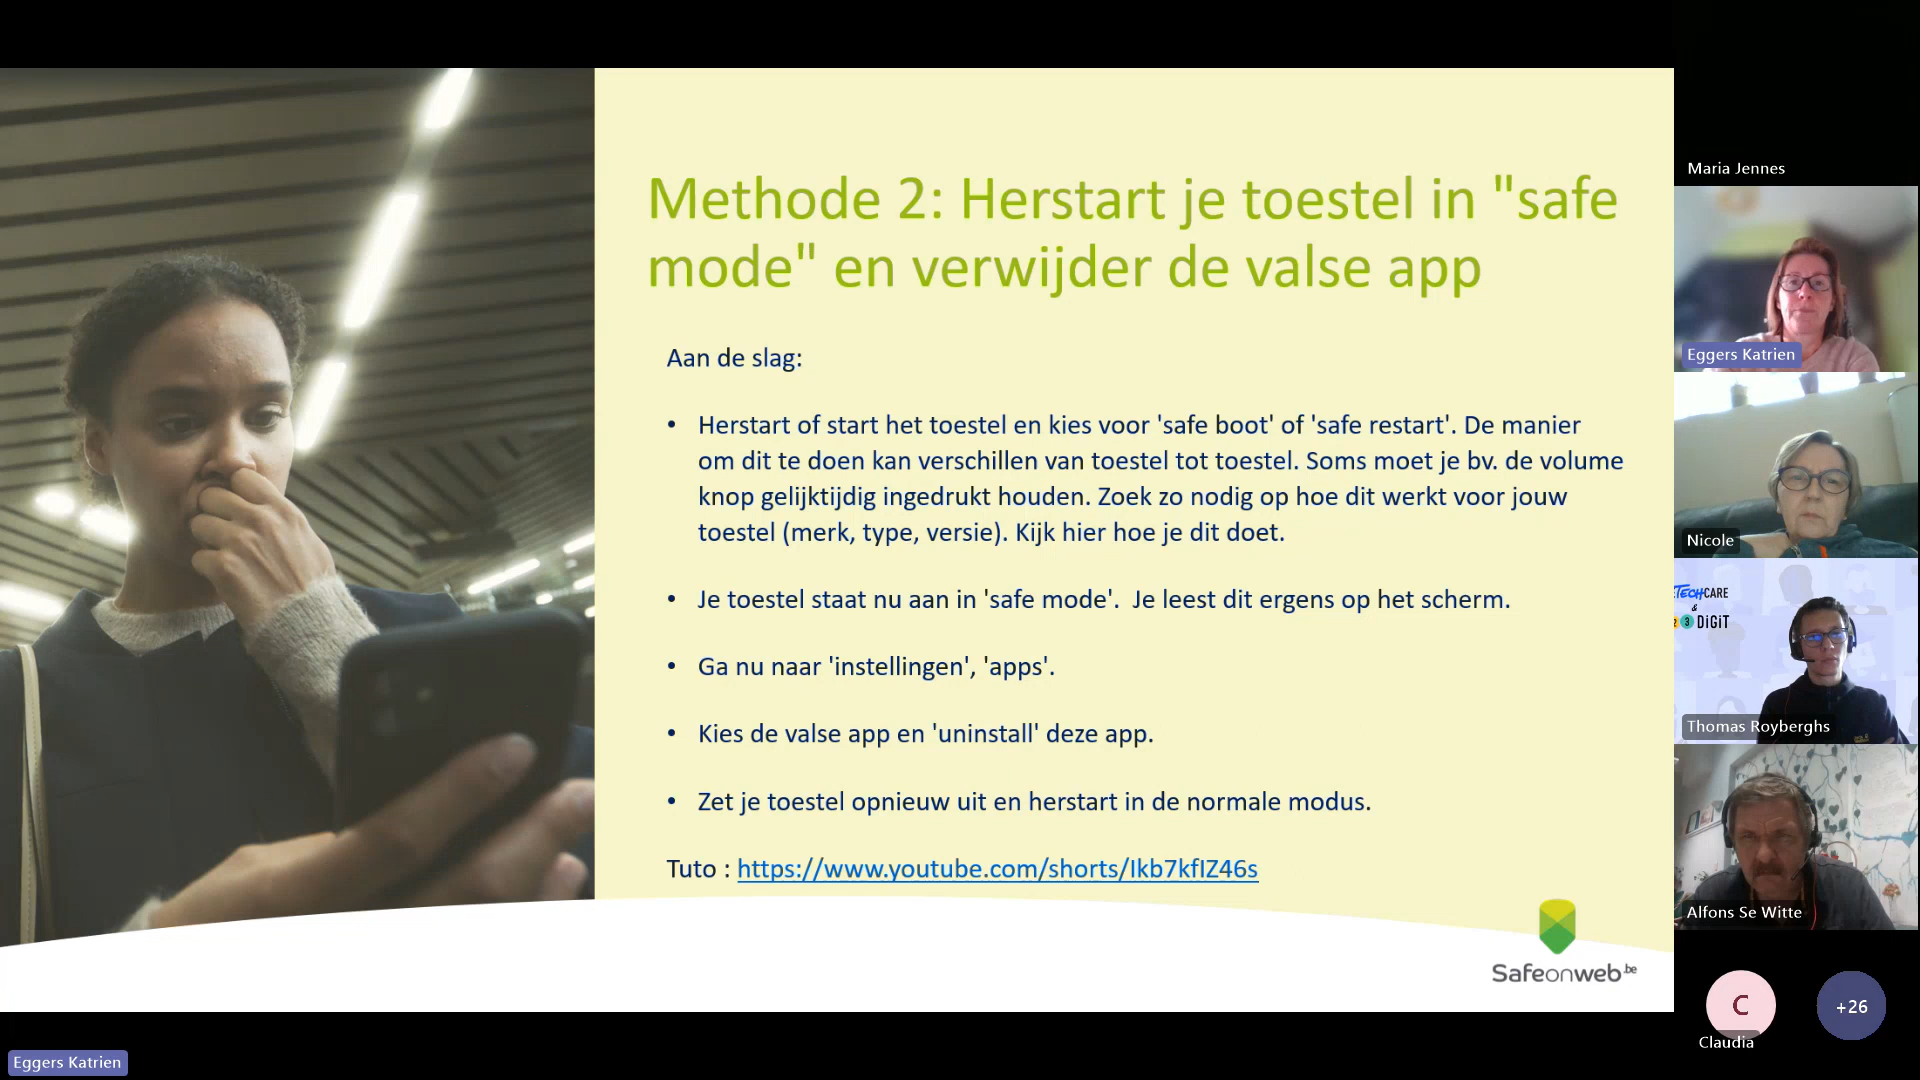 Methode 2: Herstart je toestel in "safe
mode" en verwijder de valse app
Aan de slag:
• Herstart of start het toestel en kies voor 'safe boot' of 'safe restart'. De manier
om dit te doen kan verschillen van toestel tot toestel. Soms moet je bv. de volume
knop gelijktijdig ingedrukt houden. Zoek zo nodig op hoe dit werkt voor jouw
toestel (merk, type, versie). Kijk hier hoe je dit doet.
• Je toestel staat nu aan in 'safe mode'.  Je leest dit ergens op het scherm.
• Ga nu naar 'instellingen', 'apps'.
• Kies de valse app en 'uninstall' deze app.
• Zet je toestel opnieuw uit en herstart in de normale modus.
Tuto : https://www.youtube.com/shorts/Ikb7kfIZ46s
Safeonweb.be
Eggers Katrien
Maria Jennes
Eggers Katrien
Nicole
TECHCARE
&
2 3 DiGiT
Thomas Royberghs
Alfons Se Witte
C
Claudia
+26